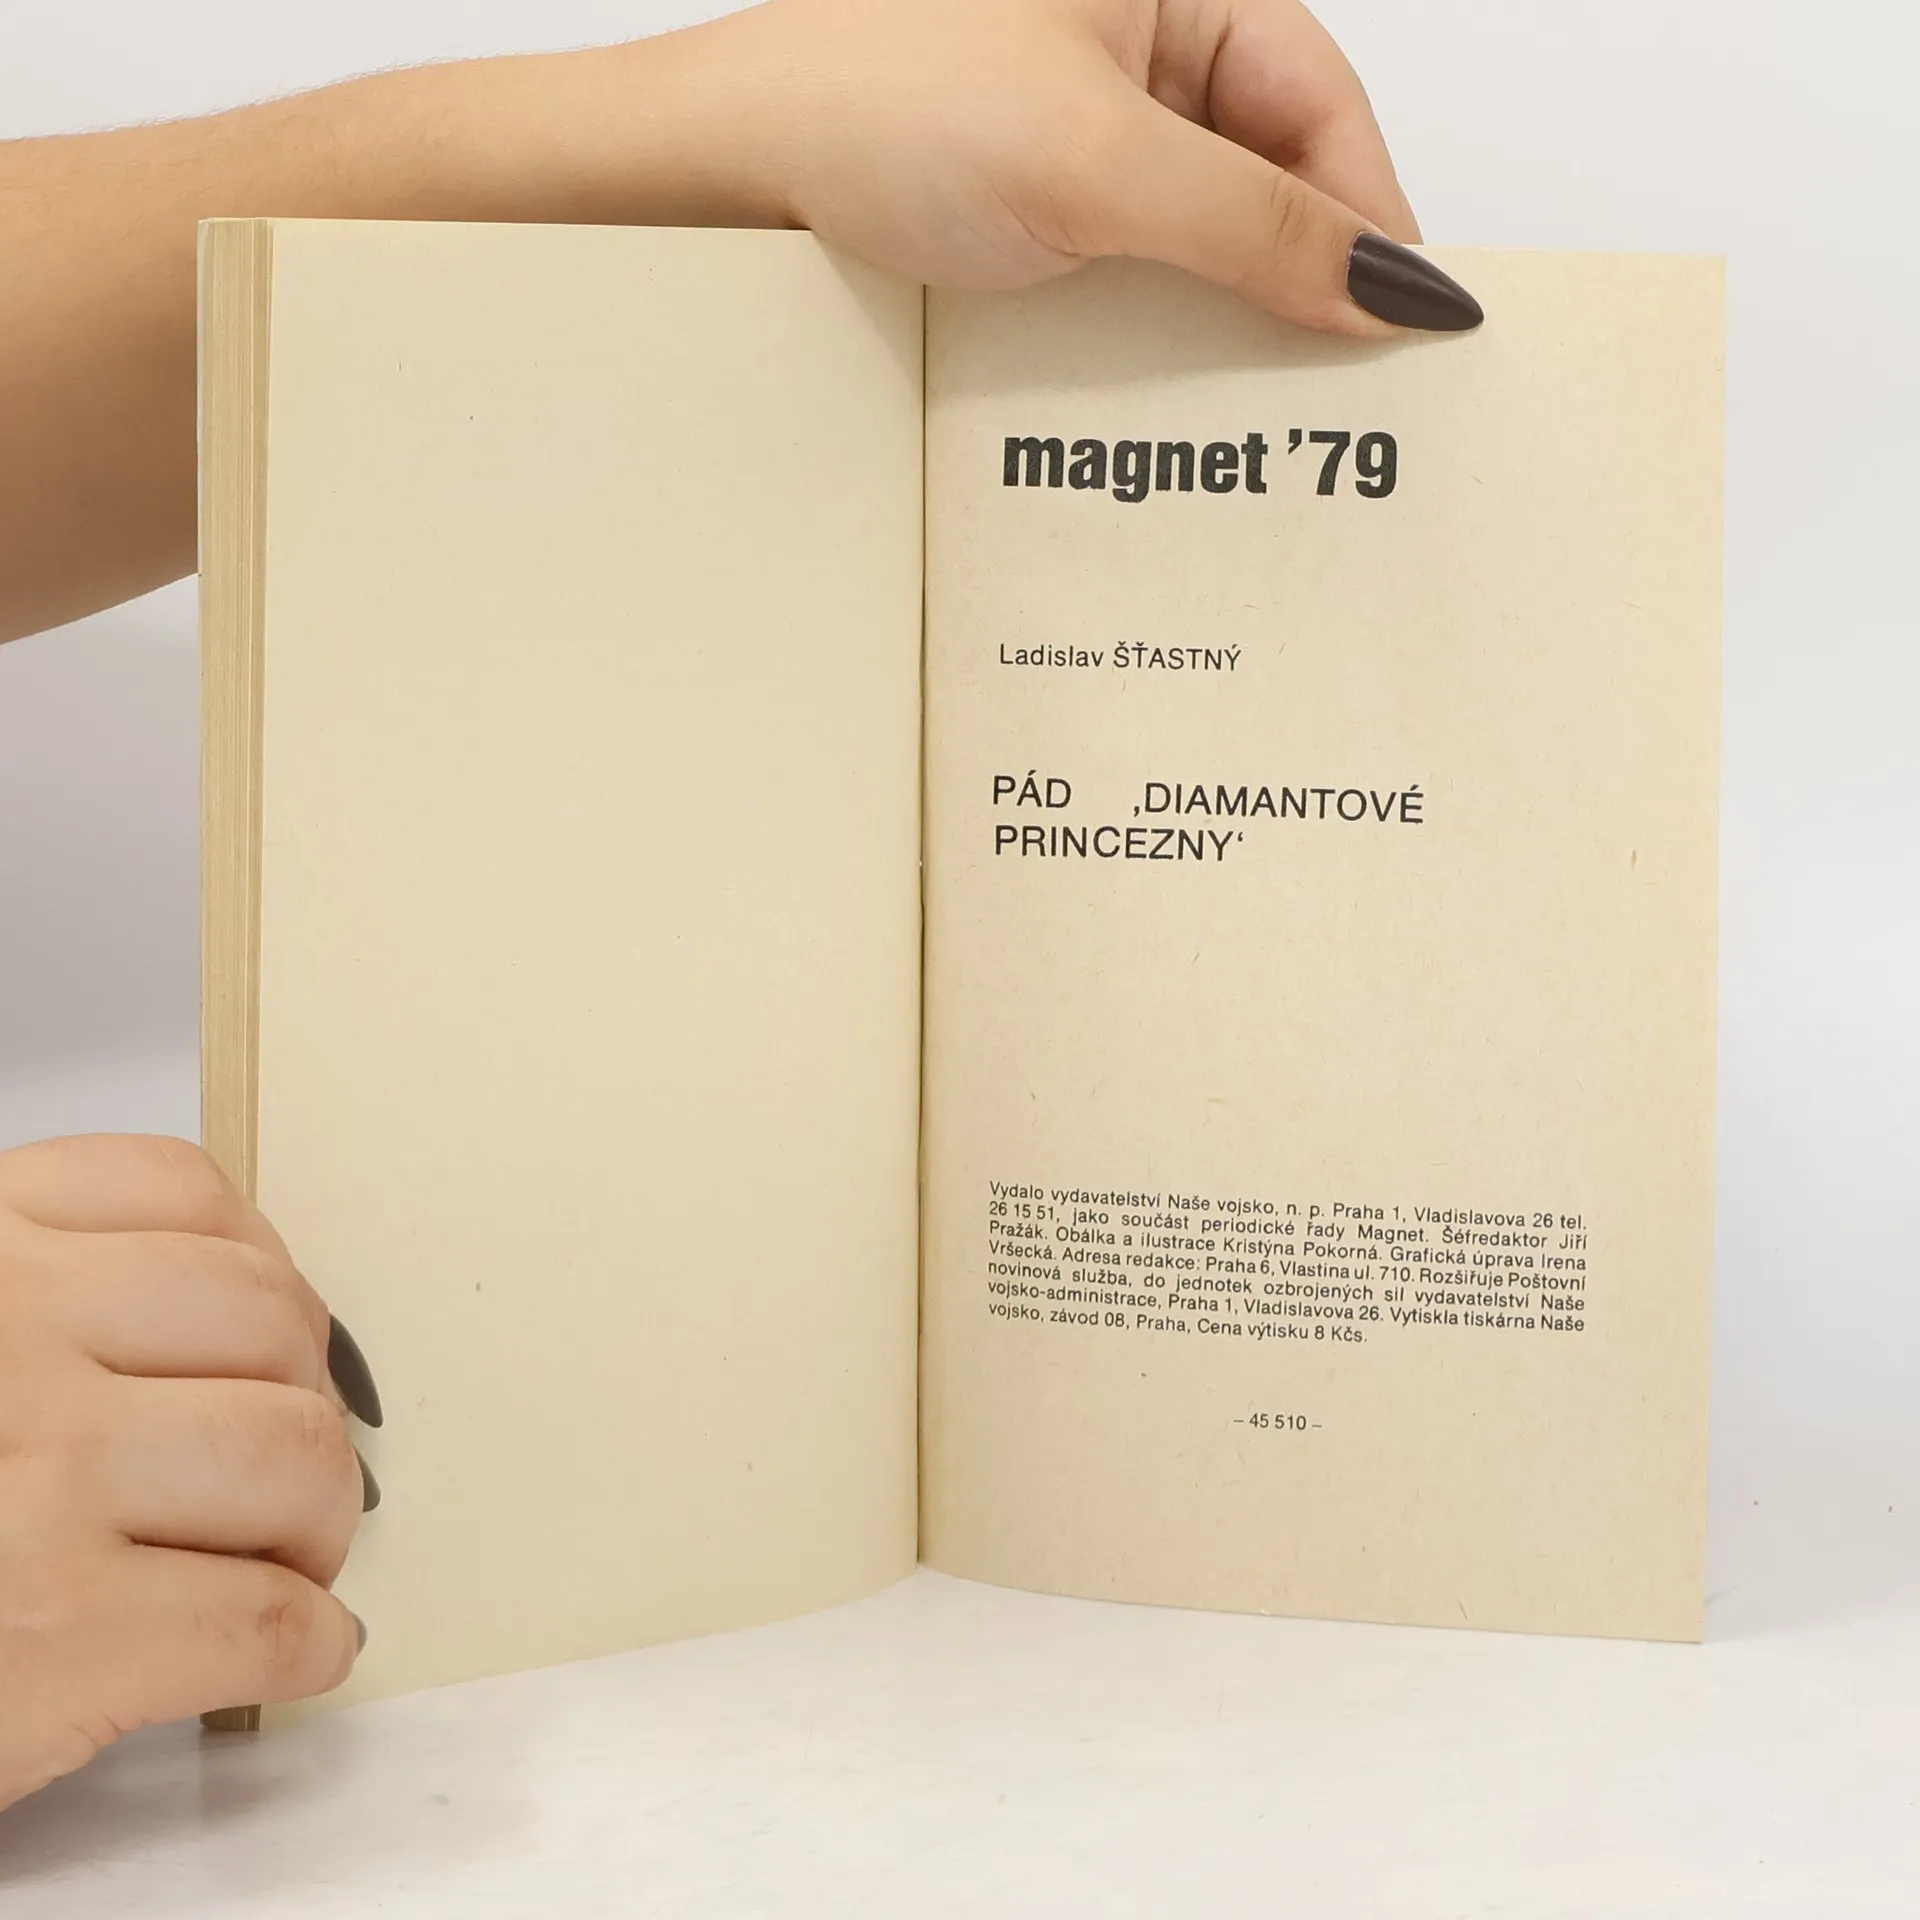 magnet ’79
Ladislav ŠŤASTNÝ
PÁD ‚DIAMANTOVÉ
PRINCEZNY‘
Vydalo vydavatelství Naše vojsko, n. p. Praha 1, Vladislavova 26 tel.
26 15 51, jako součást periodické řady Magnet. Šéfredaktor Jiří
Pražák. Obálka a ilustrace Kristýna Pokorná. Grafická úprava Irena
Vršecká. Adresa redakce: Praha 6, Vlastina ul. 710. Rozšiřuje Poštovní
novinová služba, do jednotek ozbrojených sil vydavatelství Naše
vojsko-administrace, Praha 1, Vladislavova 26. Vytiskla tiskárna Naše
vojsko, závod 08, Praha, Cena výtisku 8 Kčs.
– 45 510 –